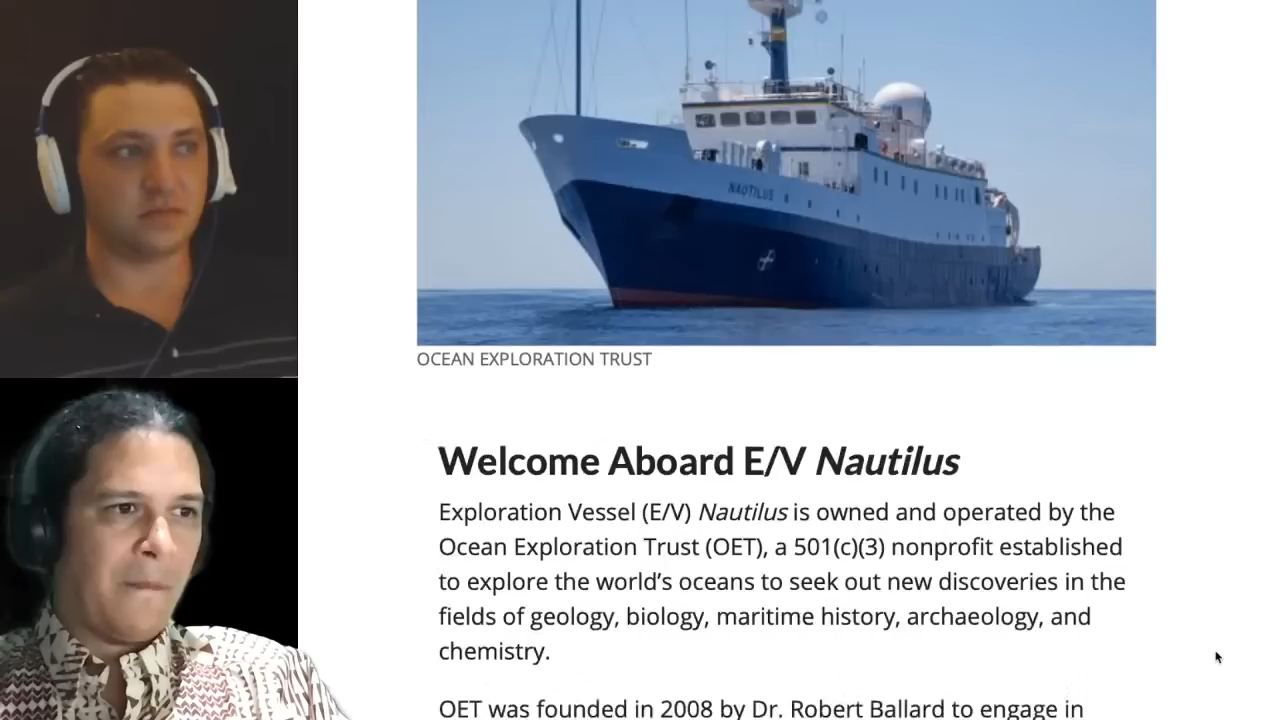 NAUTILUS
OCEAN EXPLORATION TRUST
Welcome Aboard E/V Nautilus
Exploration Vessel (E/V) Nautilus is owned and operated by the
Ocean Exploration Trust (OET), a 501(c)(3) nonprofit established
to explore the world’s oceans to seek out new discoveries in the
fields of geology, biology, maritime history, archaeology, and
chemistry.
OET was founded in 2008 by Dr. Robert Ballard to engage in